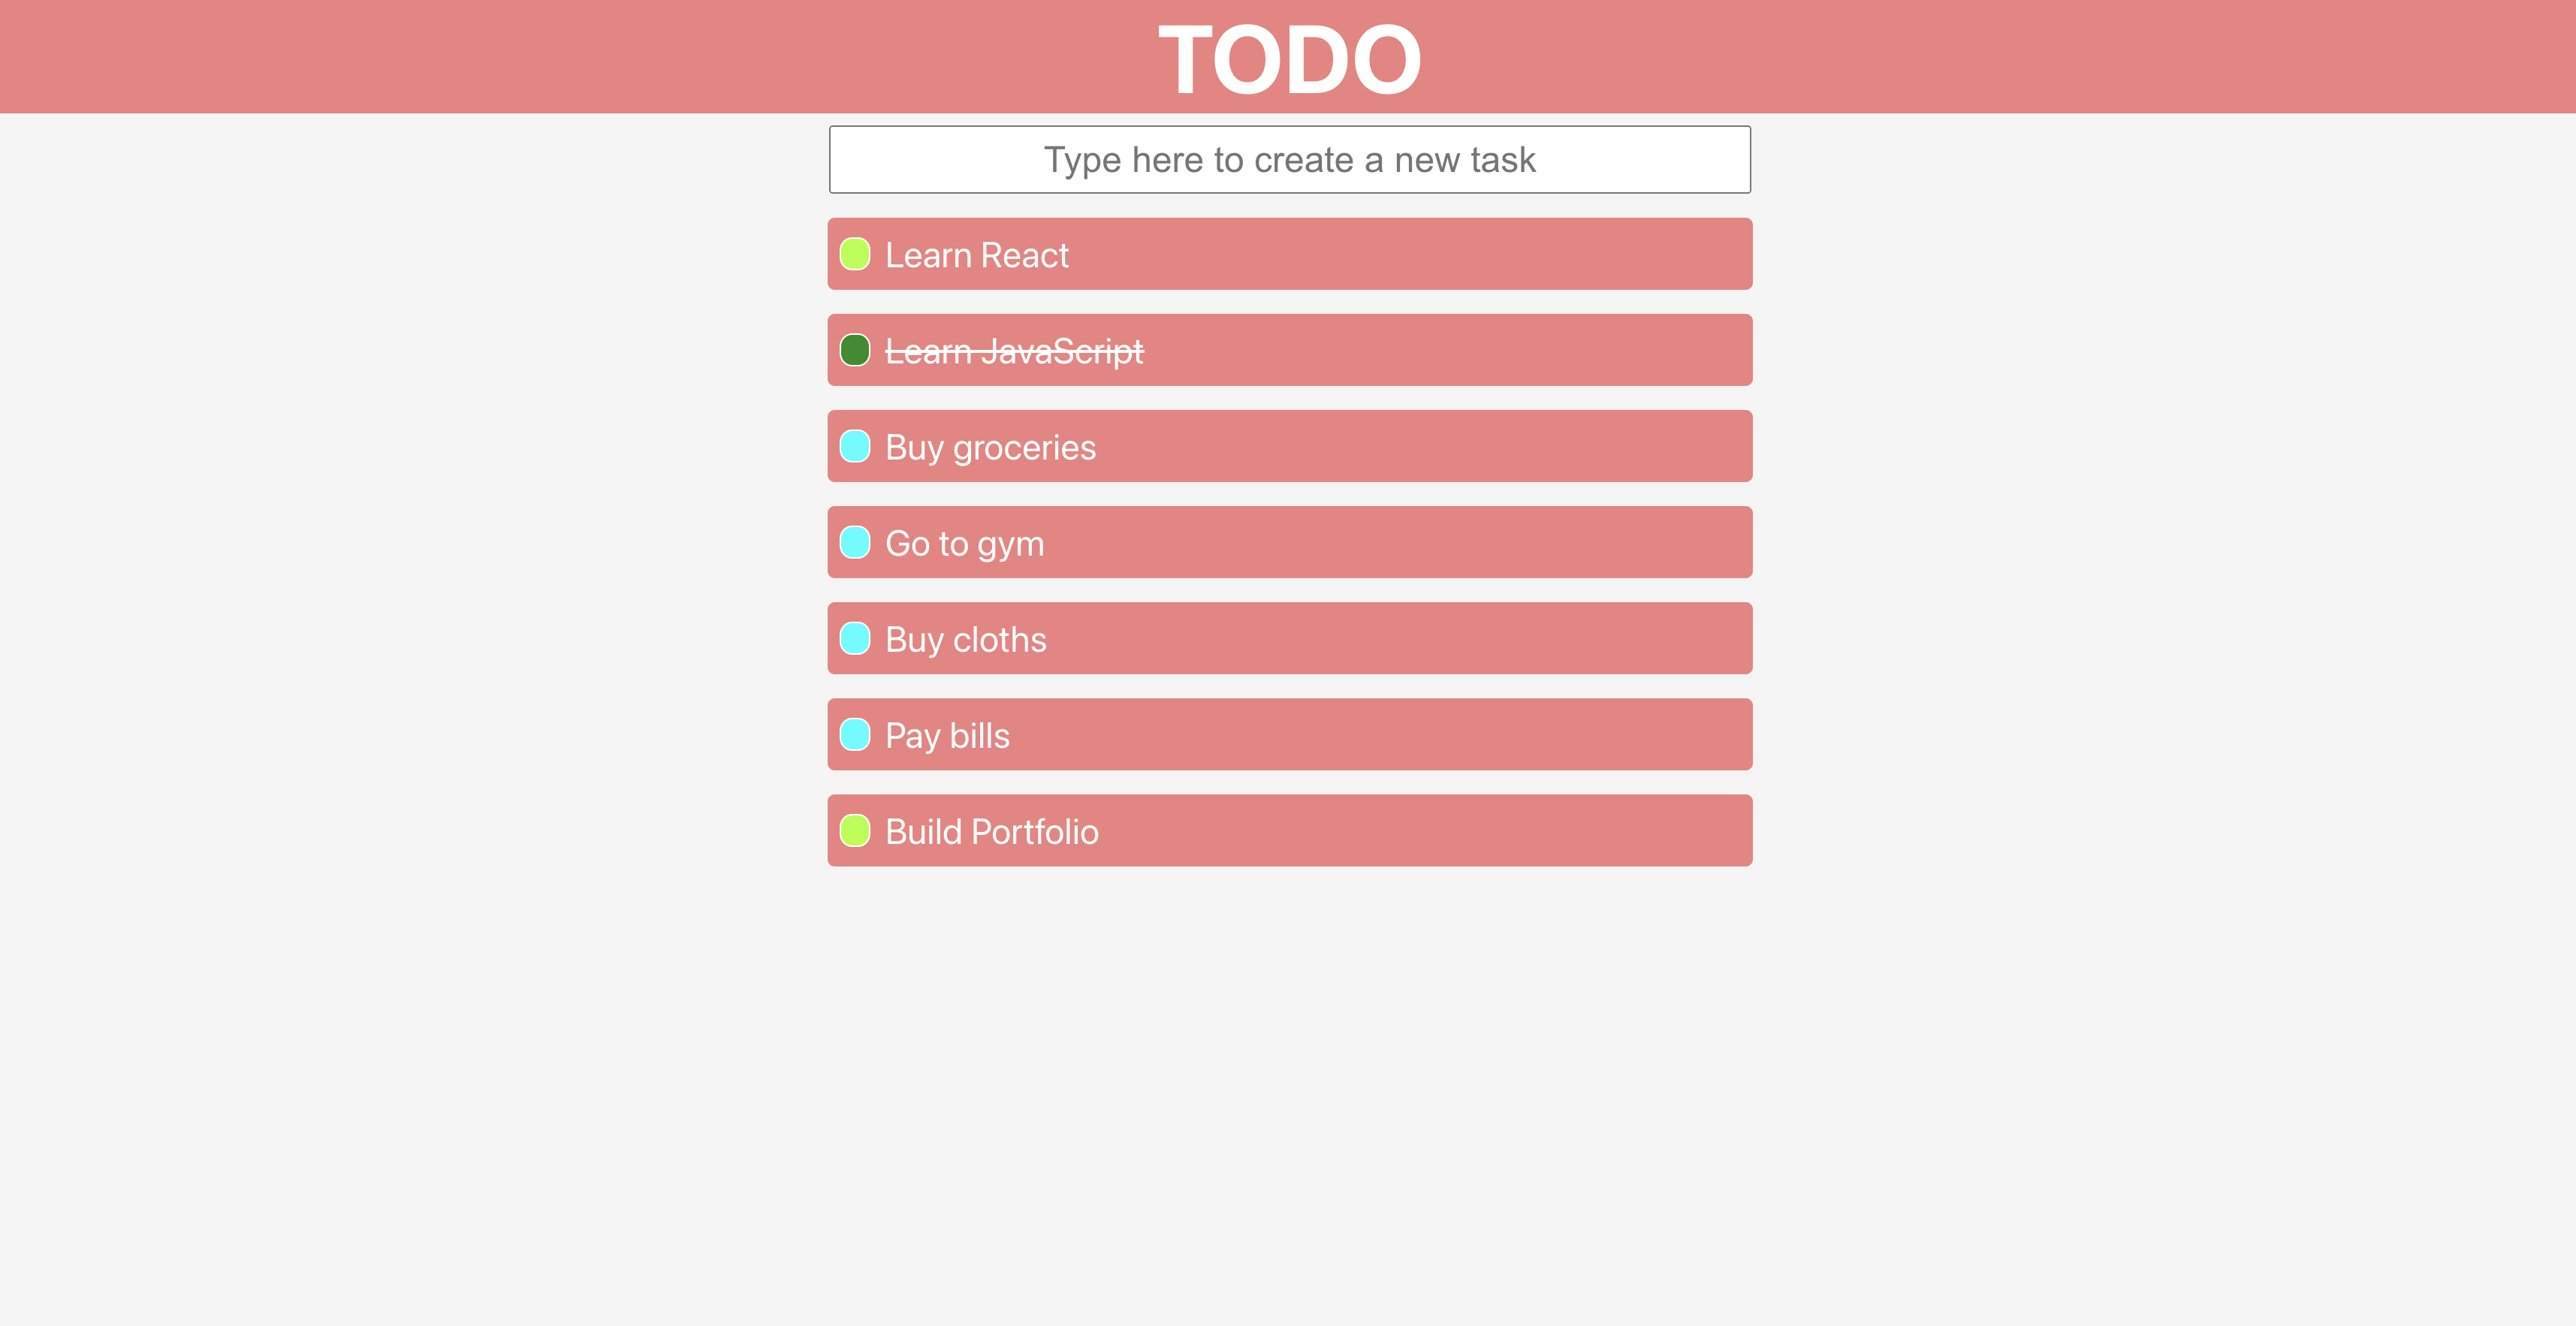 TODO
Type here to create a new task
Learn React
Learn JavaScript
Buy groceries
Go to gym
Buy cloths
Pay bills
Build Portfolio